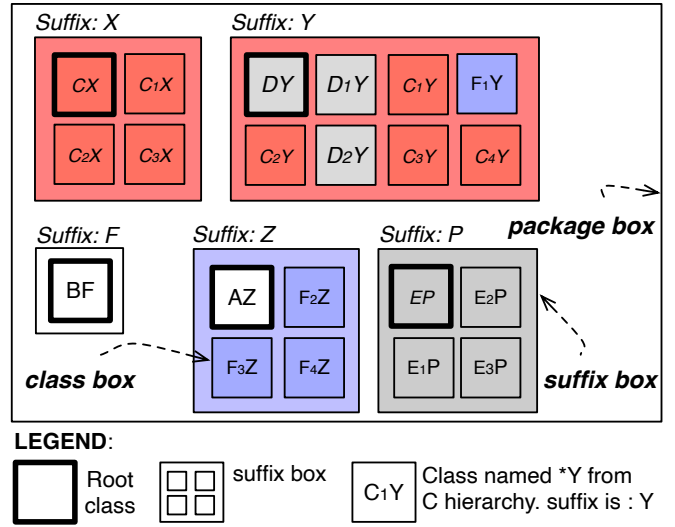 Suffix: X Suffix: Y
CX C1X DY D1Y C1Y F1Y
C2X C3X C2Y D2Y C3Y C4Y
package box
Suffix: F Suffix: Z Suffix: P
BF AZ F2Z EP E2P
F3Z F4Z E1P E3P
class box suffix box
LEGEND:
Root
class
suffix box
C1Y
Class named *Y from
C hierarchy. suffix is : Y